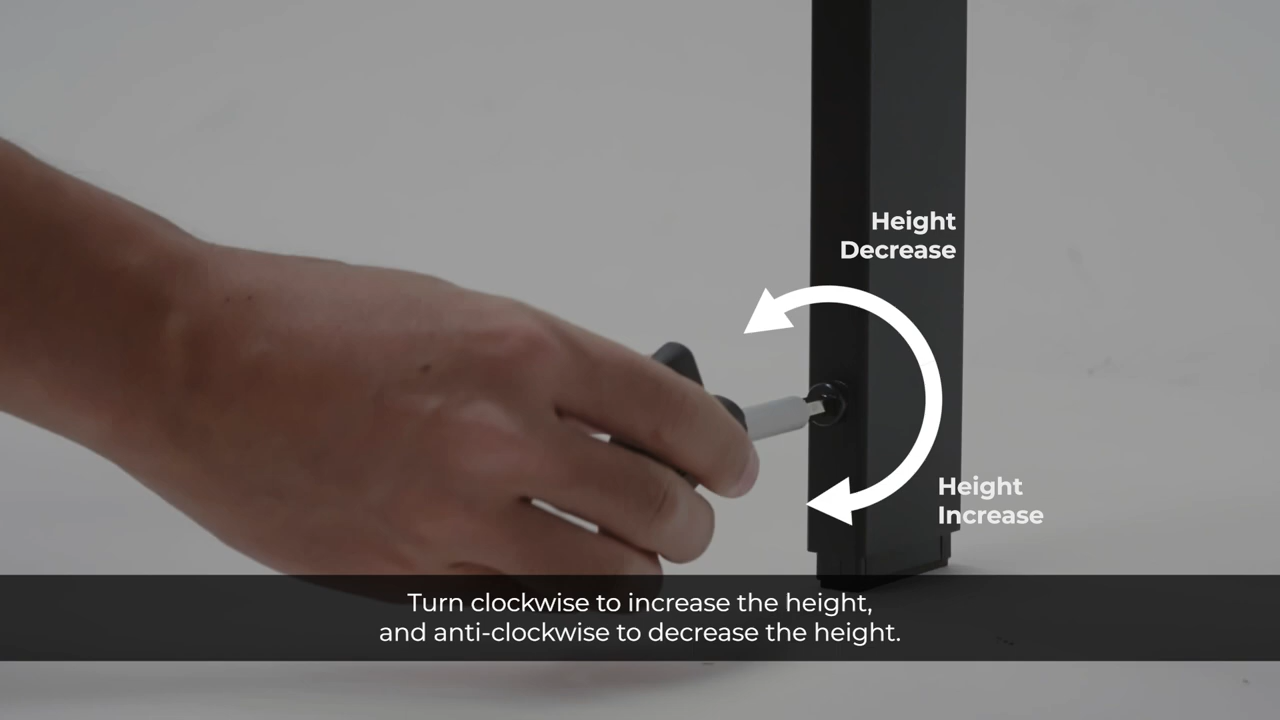 Height
Decrease
Height
Increase
Turn clockwise to increase the height,
and anti-clockwise to decrease the height.